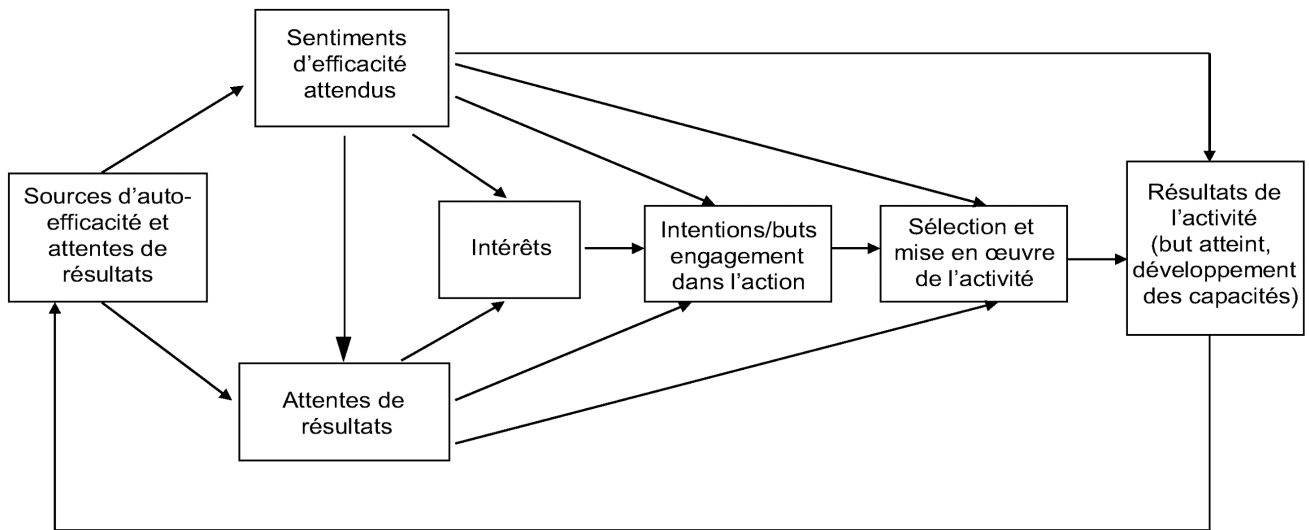 Sentiments
d'efficacité
attendus
Sources d'auto-
efficacité et
attentes de
résultats
Intérêts
Intentions/buts
engagement
dans l'action
Sélection et
mise en œuvre
de l'activité
Résultats de
l'activité
(but atteint,
développement
des capacités)
Attentes de
résultats